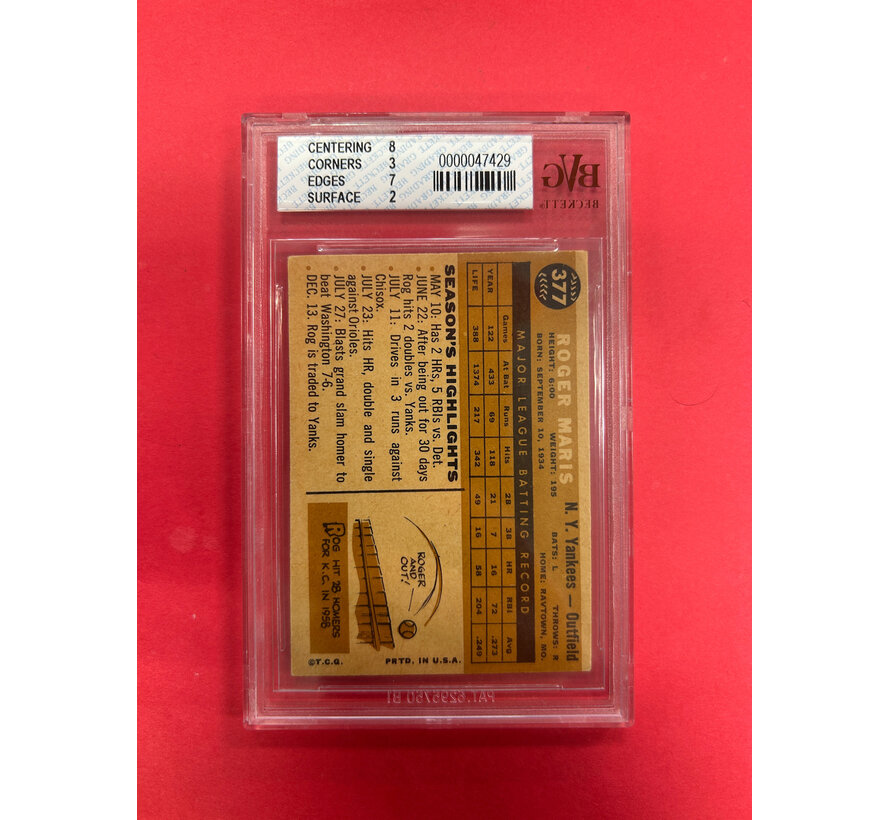 CENTERING 8
CORNERS 3
EDGES 7
SURFACE 2
0000047429
BVG
BECKETT
377
ROGER MARIS N. Y. Yankees — Outfield
HEIGHT: 6:00 WEIGHT: 195 BATS: L THROWS: R
BORN: SEPTEMBER 10, 1934 HOME: RAYTOWN, MO.
MAJOR LEAGUE BATTING RECORD
Games At Bat Runs Hits 2B 3B HR RBI Avg
YEAR 122 433 69 118 21 7 16 72 .273
LIFE 388 1374 217 342 49 16 58 204 .249
SEASON'S HIGHLIGHTS
• MAY 10: Has 2 HRs, 5 RBIs vs. Det.
• JUNE 22: After being out for 30 days
Rog hits 2 doubles vs. Yanks.
• JULY 11: Drives in 3 runs against
Chisox.
• JULY 23: Hits HR, double and single
against Orioles.
• JULY 27: Blasts grand slam homer to
beat Washington 7-6.
• DEC. 13. Rog is traded to Yanks.
ROGER
AND
OUT!
ROG HIT 28 HOMERS
FOR K.C. IN 1958
©T.C.G. PRTD. IN U.S.A.